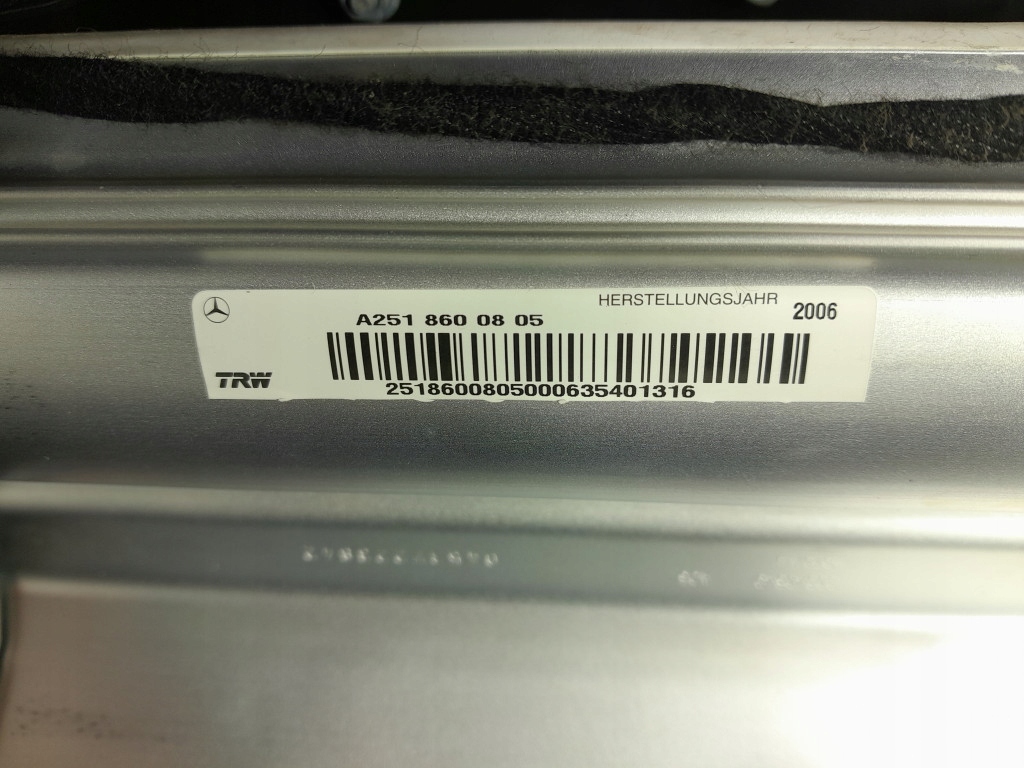 HERSTELLUNGSJAHR 2006
A251 860 08 05
TRW
2518600805000635401316